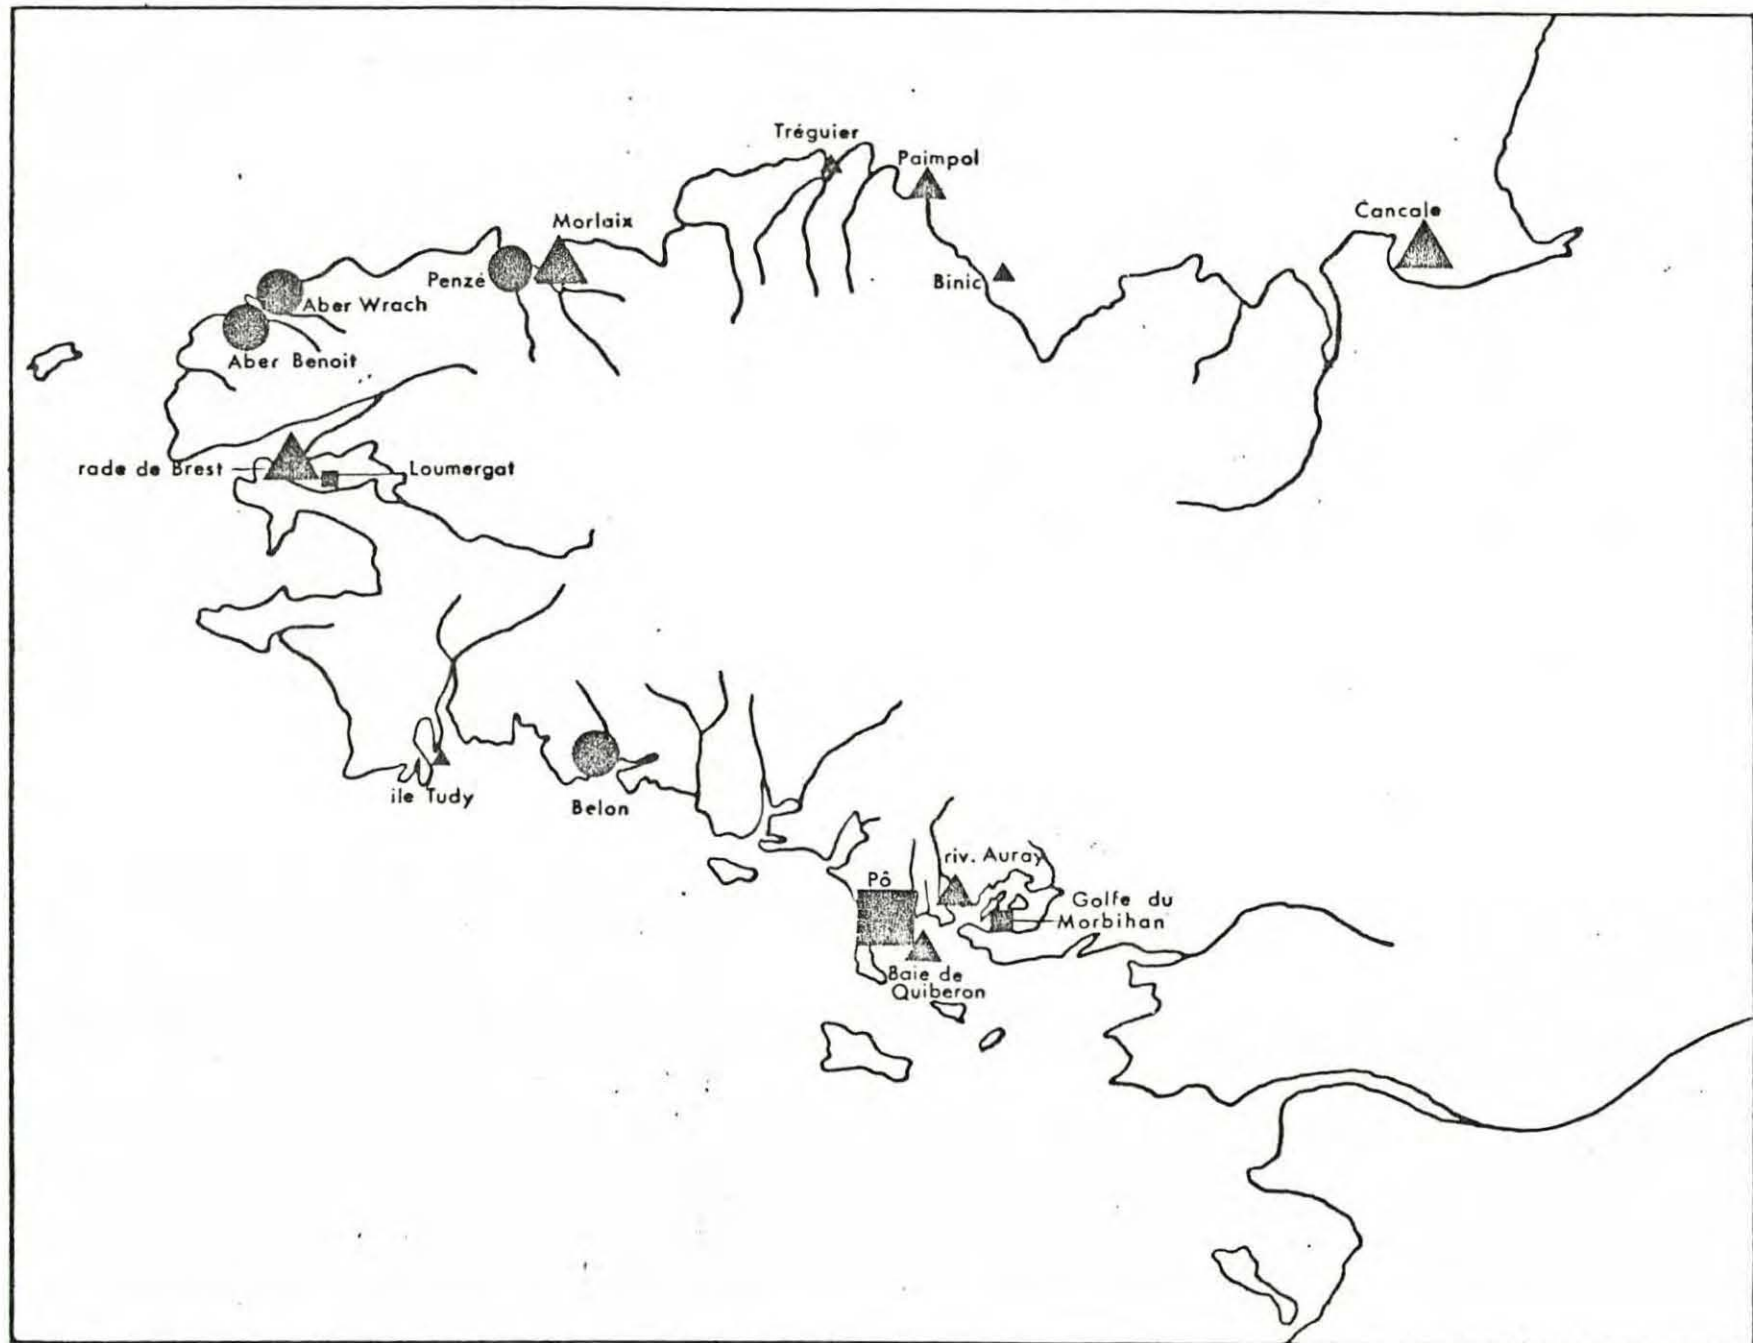 Tréguier
Paimpol
Cancale
Morlaix
Penzé
Binic
Aber Wrach
Aber Benoit
rade de Brest
Loumergat
ile Tudy
Belon
riv. Auray
Pô
Golfe du
Morbihan
Baie de
Quiberon